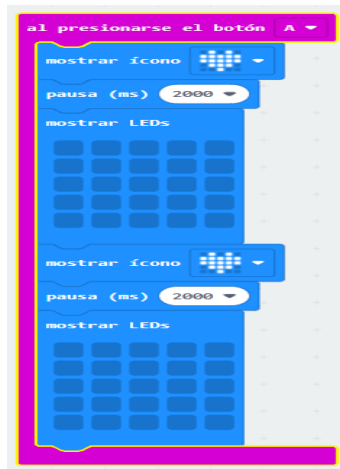 al presionarse el botón A
mostrar ícono
pausa (ms) 2000
mostrar LEDs
mostrar ícono
pausa (ms) 2000
mostrar LEDs